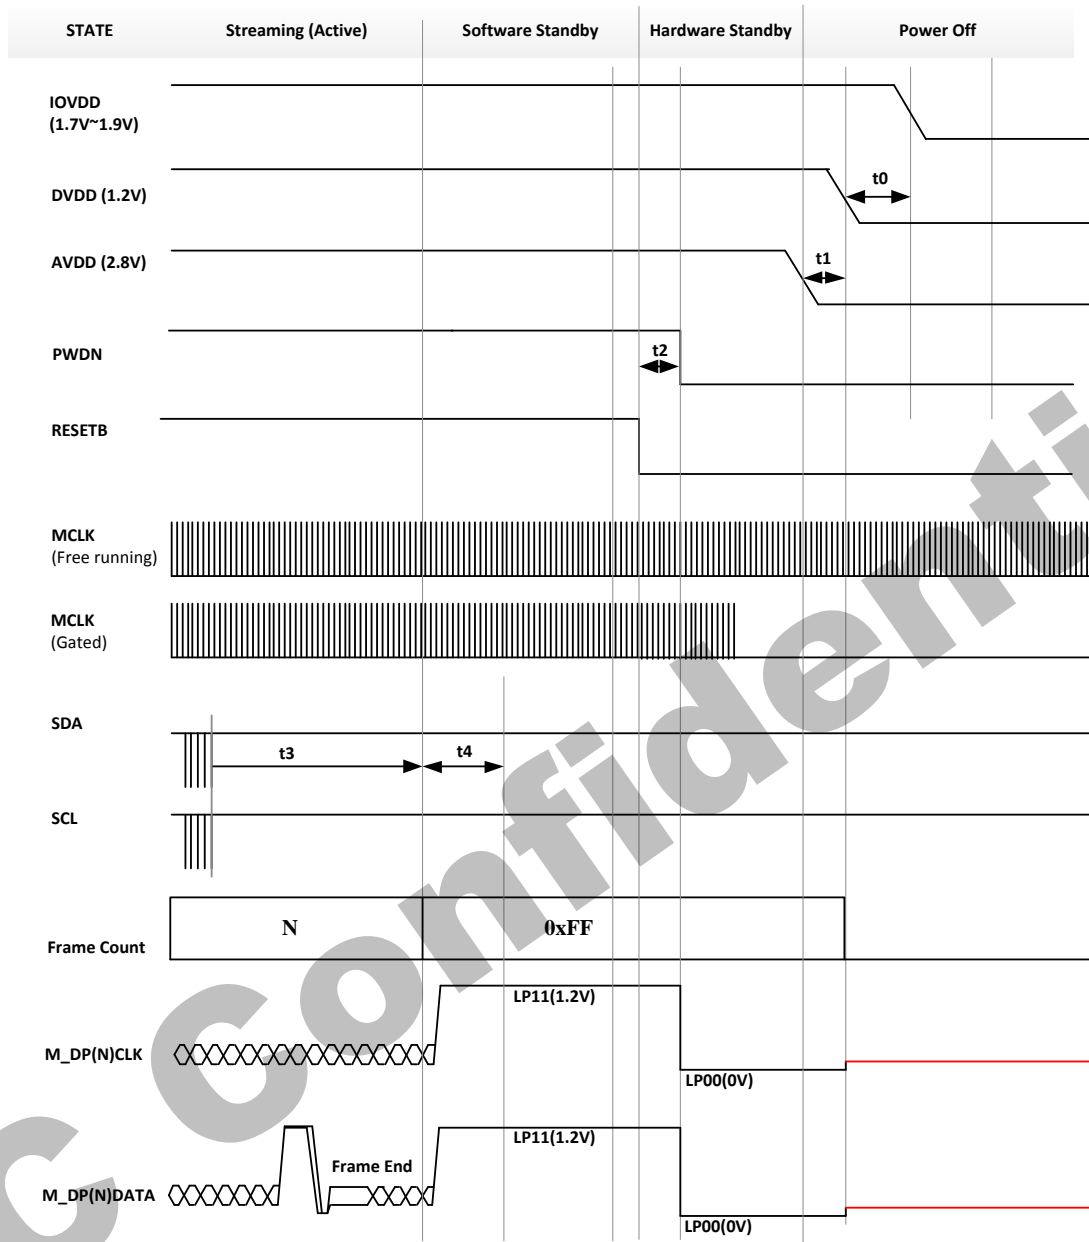 STATE Streaming (Active) Software Standby Hardware Standby Power Off
IOVDD
(1.7V~1.9V)
DVDD (1.2V)
t0
AVDD (2.8V)
t1
PWDN
t2
RESETB
MCLK
(Free running)
MCLK
(Gated)
SDA
t3 t4
SCL
N 0xFF
Frame Count
LP11(1.2V)
M_DP(N)CLK
LP00(0V)
LP11(1.2V)
Frame End
M_DP(N)DATA
LP00(0V)
C Confidenti